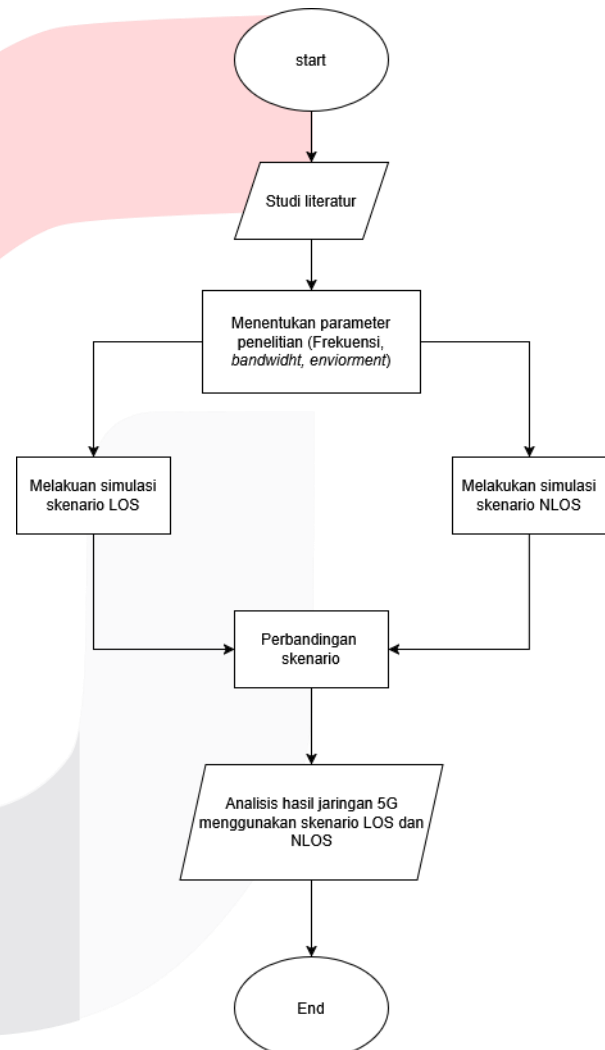 start
Studi literatur
Menentukan parameter
penelitian (Frekuensi,
bandwidht, enviorment)
Melakuan simulasi
skenario LOS
Melakukan simulasi
skenario NLOS
Perbandingan
skenario
Analisis hasil jaringan 5G
menggunakan skenario LOS dan
NLOS
End